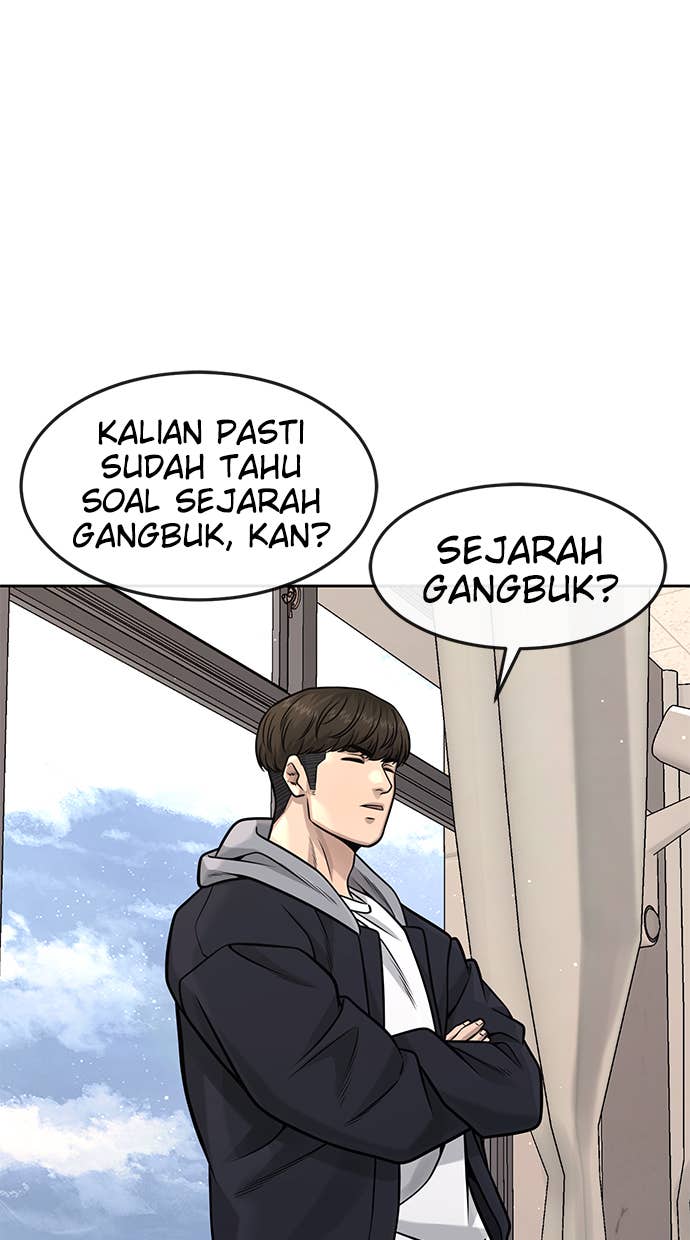 KALIAN PASTI
SUDAH TAHU
SOAL SEJARAH
GANGBUK, KAN?
SEJARAH
GANGBUK?